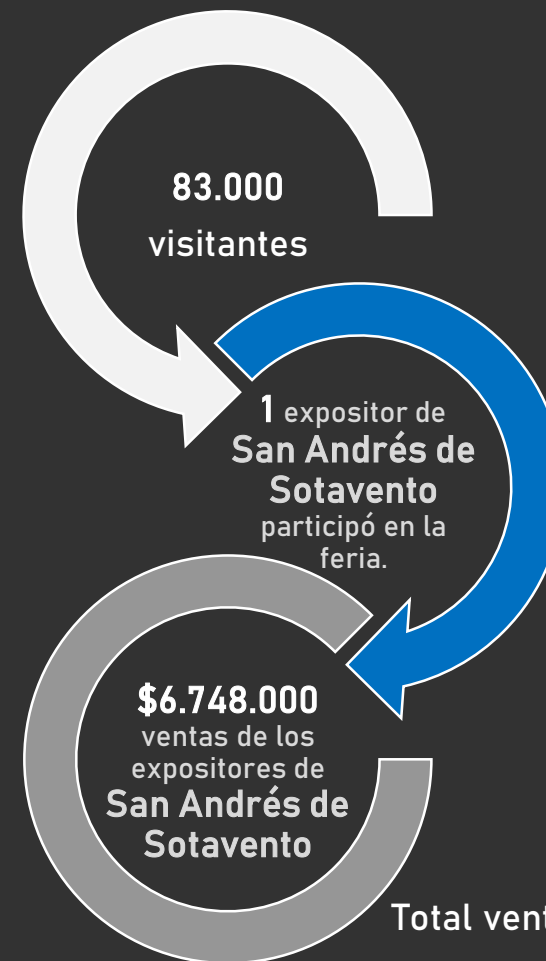 83.000
visitantes
1 expositor de
San Andrés de
Sotavento
participó en la
feria.
$6.748.000
ventas de los
expositores de
San Andrés de
Sotavento
Total